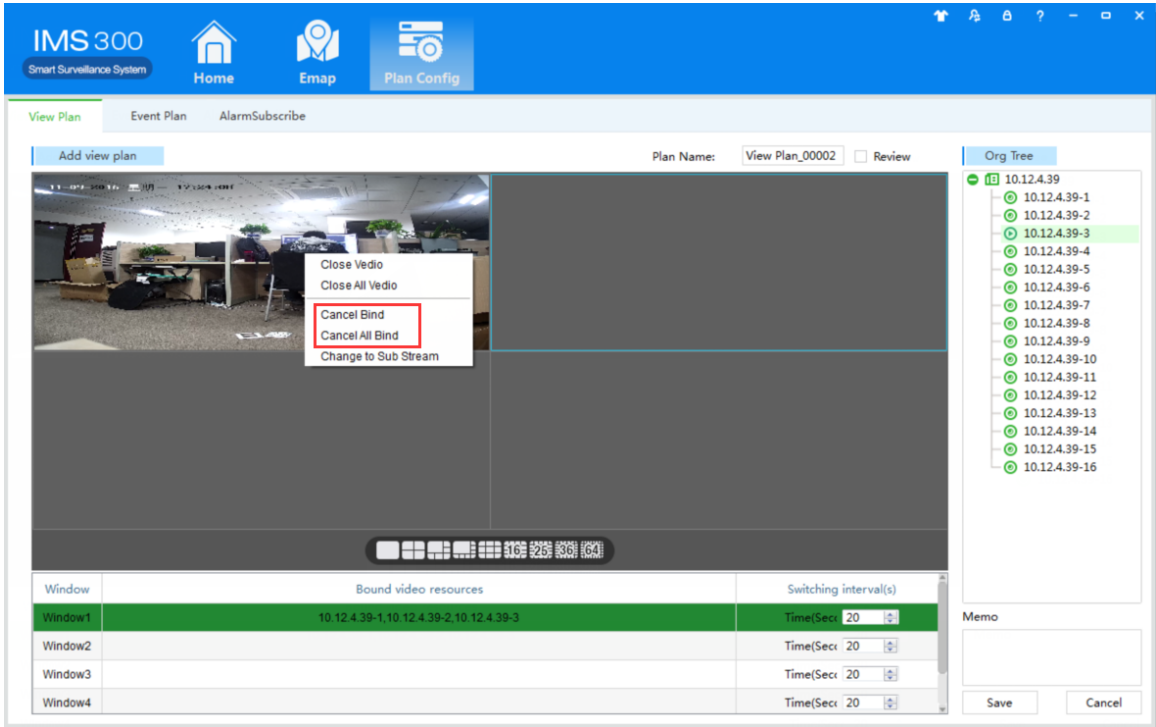 IMS 300
Smart Surveillance System
Home
Emap
Plan Config
View Plan
Event Plan
AlarmSubscribe
Add view plan
Plan Name:
View Plan_00002
Review
Org Tree
10.12.4.39
10.12.4.39-1
10.12.4.39-2
10.12.4.39-3
10.12.4.39-4
10.12.4.39-5
10.12.4.39-6
10.12.4.39-7
10.12.4.39-8
10.12.4.39-9
10.12.4.39-10
10.12.4.39-11
10.12.4.39-12
10.12.4.39-13
10.12.4.39-14
10.12.4.39-15
10.12.4.39-16
Close Vedio
Close All Vedio
Cancel Bind
Cancel All Bind
Change to Sub Stream
16 25 36 64
Window Bound video resources Switching interval(s)
Window1 10.12.4.39-1,10.12.4.39-2,10.12.4.39-3 Time(Sec 20
Window2 Time(Sec 20
Window3 Time(Sec 20
Window4 Time(Sec 20
Memo
Save
Cancel